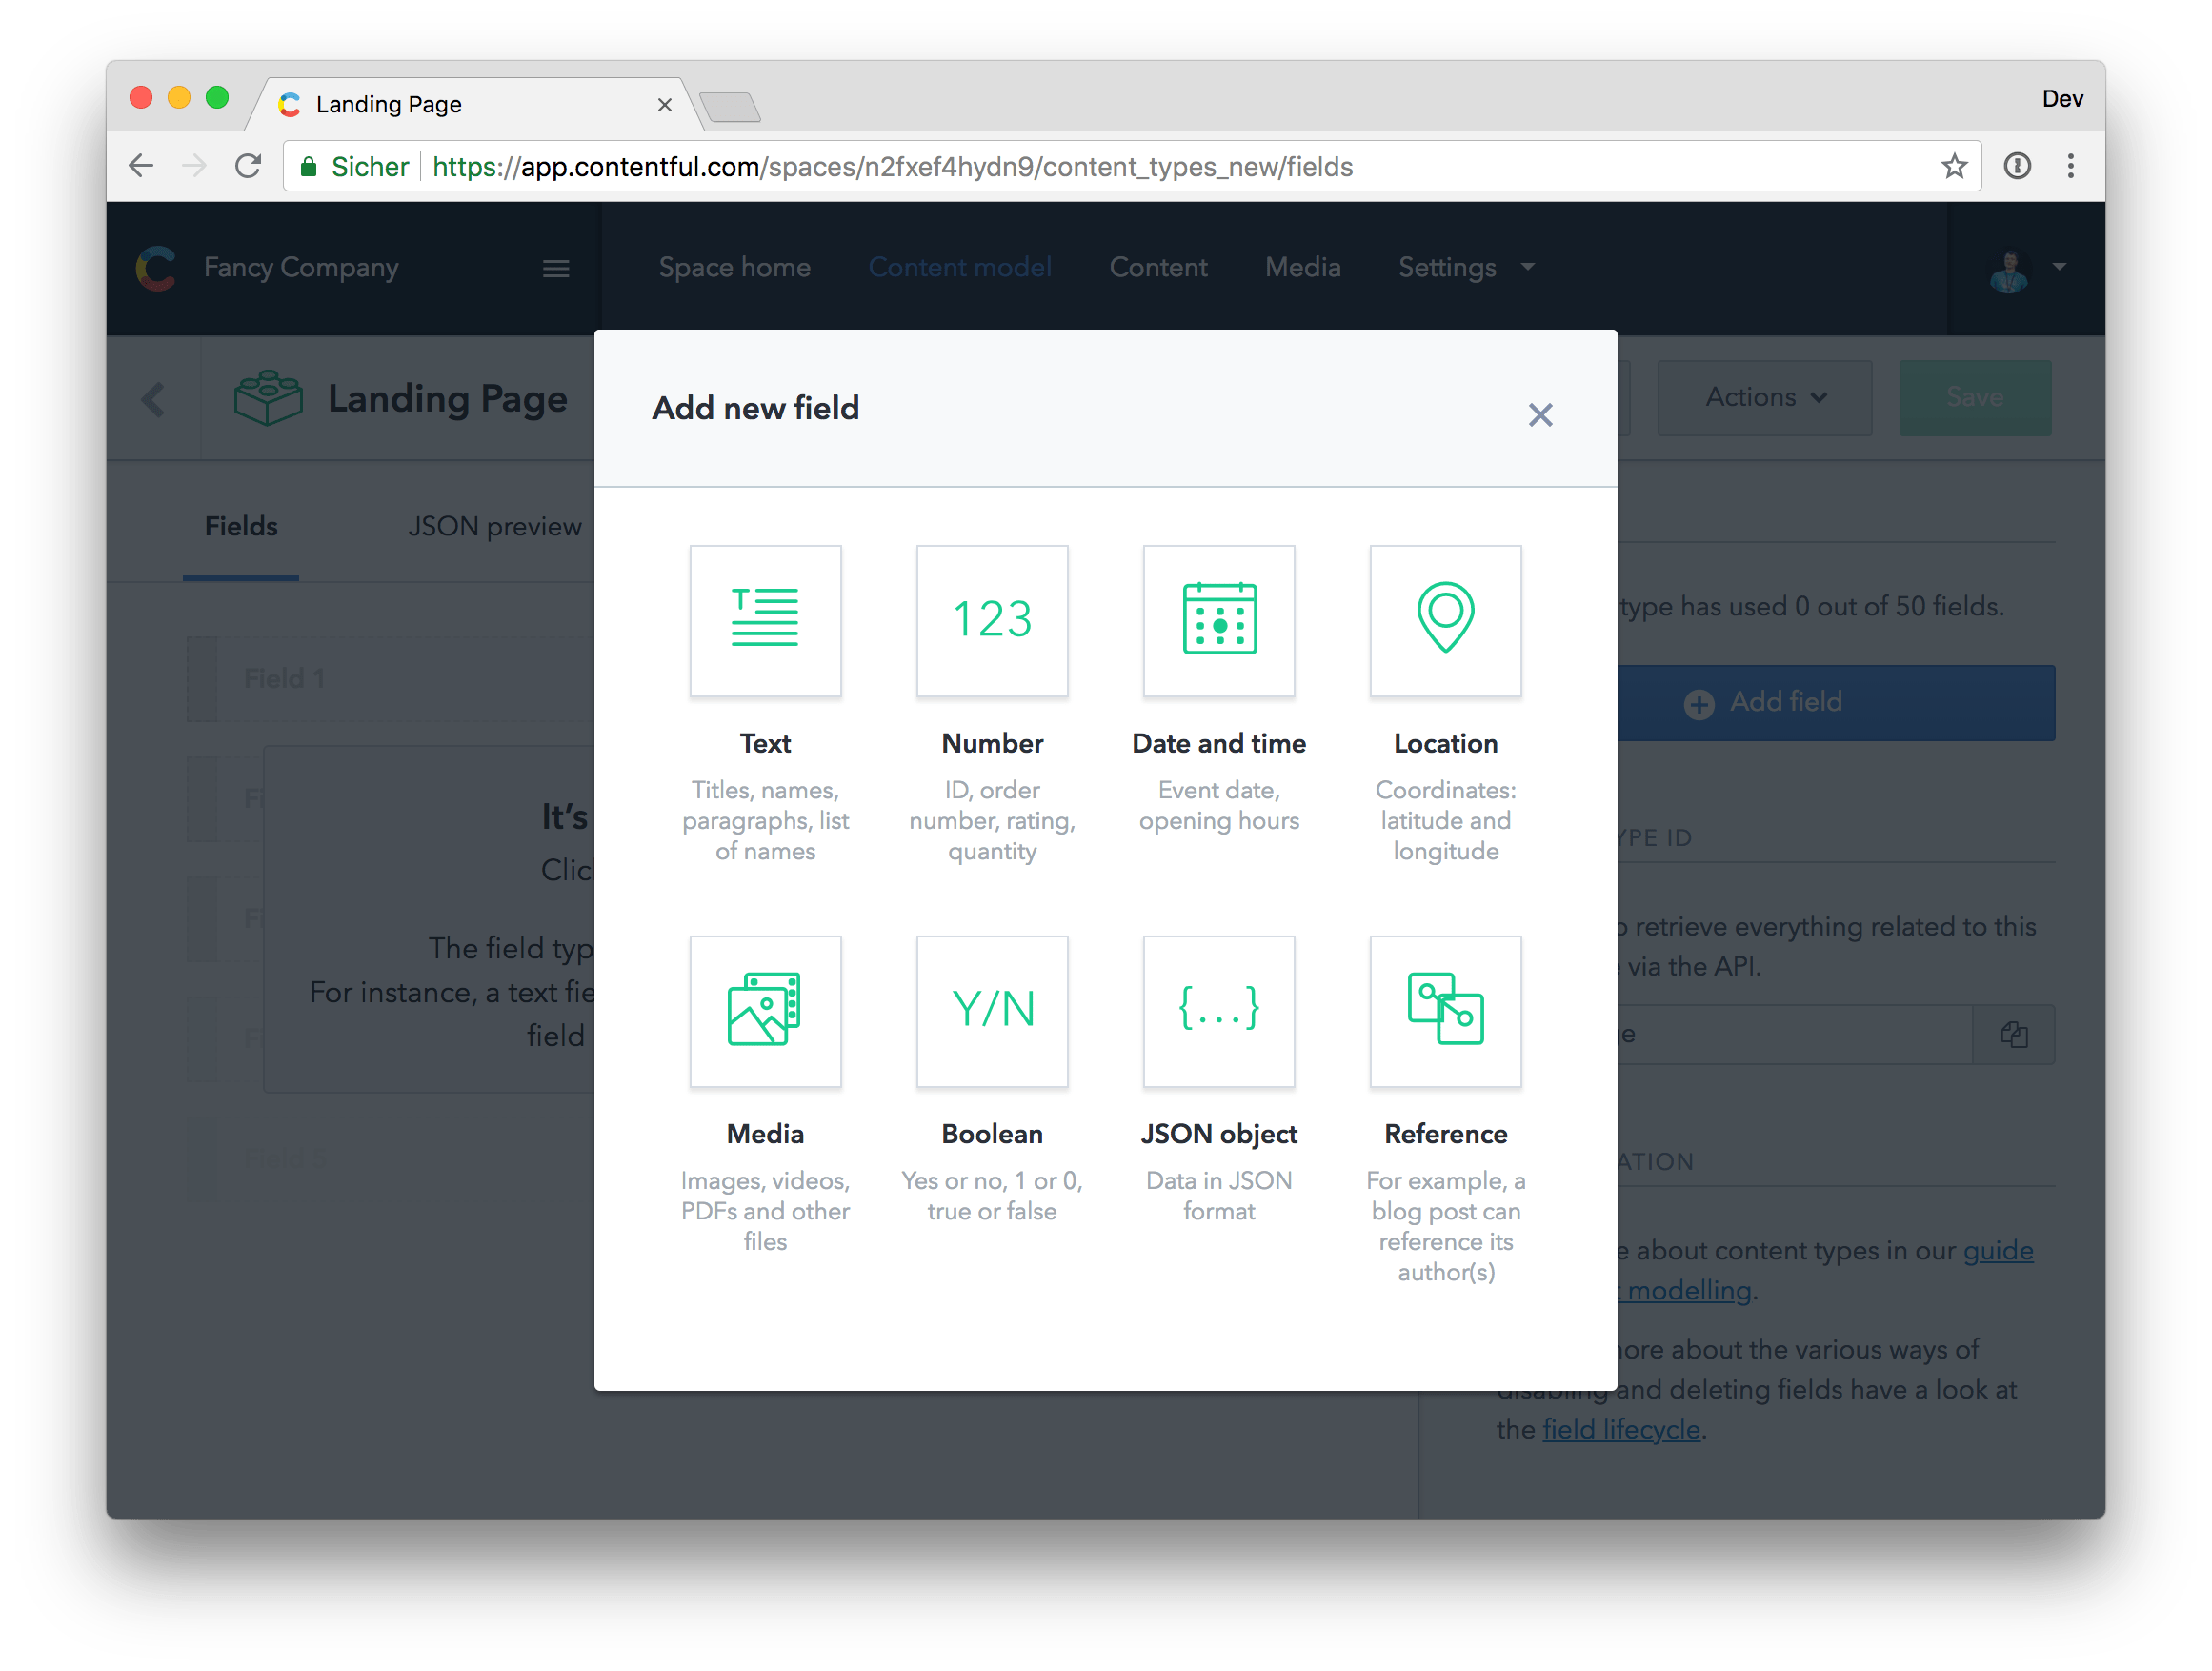 Landing Page
Dev
Sicher https://app.contentful.com/spaces/n2fxef4hydn9/content_types_new/fields
Fancy Company
Space home
Content model
Content
Media
Settings
Landing Page
Actions
Save
Add new field
Fields
JSON preview
type has used 0 out of 50 fields.
Add field
Field 1
It's
Clic
The field typ
For instance, a text fie
field
Field 5
T
123
Text
Titles, names,
paragraphs, list
of names
Number
ID, order
number, rating,
quantity
Date and time
Event date,
opening hours
Location
Coordinates:
latitude and
longitude
Y/N
{...}
Media
Images, videos,
PDFs and other
files
Boolean
Yes or no, 1 or 0,
true or false
JSON object
Data in JSON
format
Reference
For example, a
blog post can
reference its
author(s)
YPE ID
o retrieve everything related to this
e via the API.
ge
ATION
e about content types in our guide
t modelling.
more about the various ways of
disabling and deleting fields have a look at
the field lifecycle.